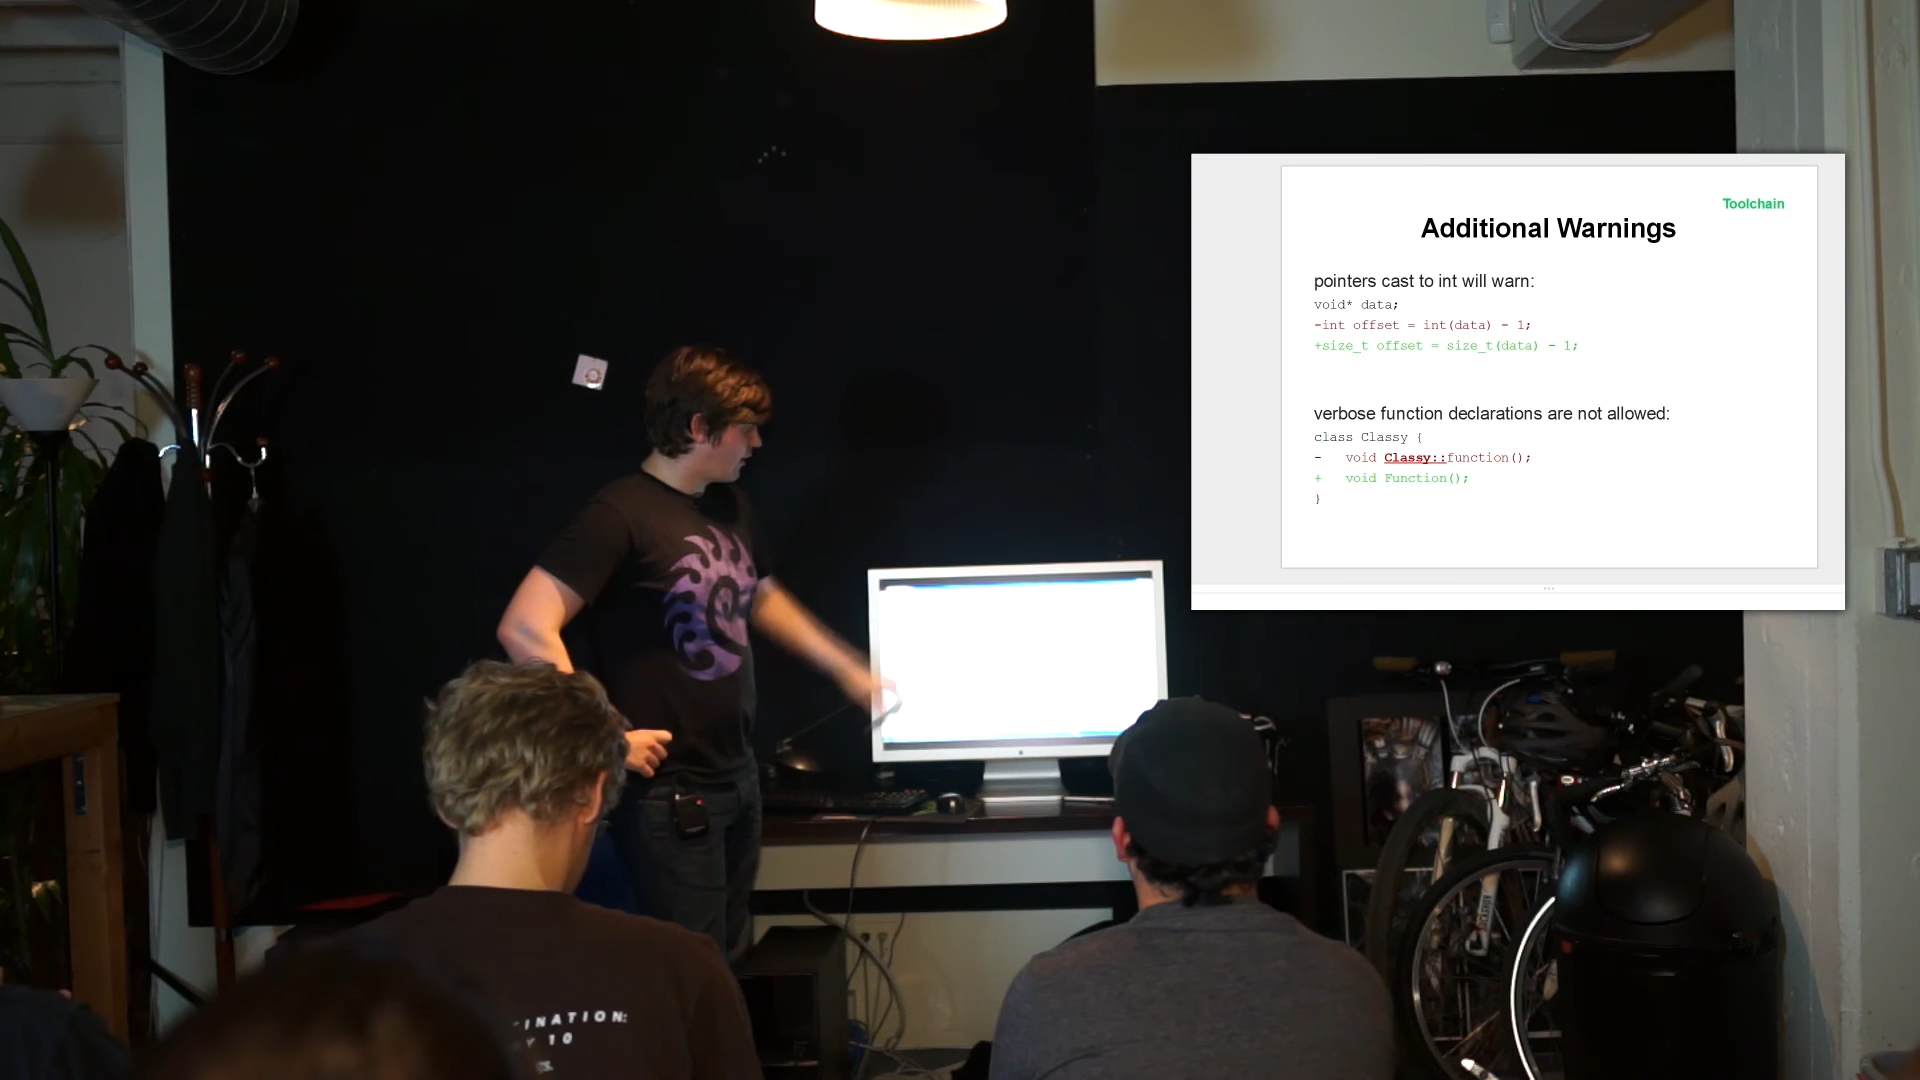 Toolchain
Additional Warnings
pointers cast to int will warn:
void* data;
-int offset = int(data) - 1;
+size_t offset = size_t(data) - 1;
verbose function declarations are not allowed:
class Classy {
-   void Classy::function();
+   void Function();
}
10